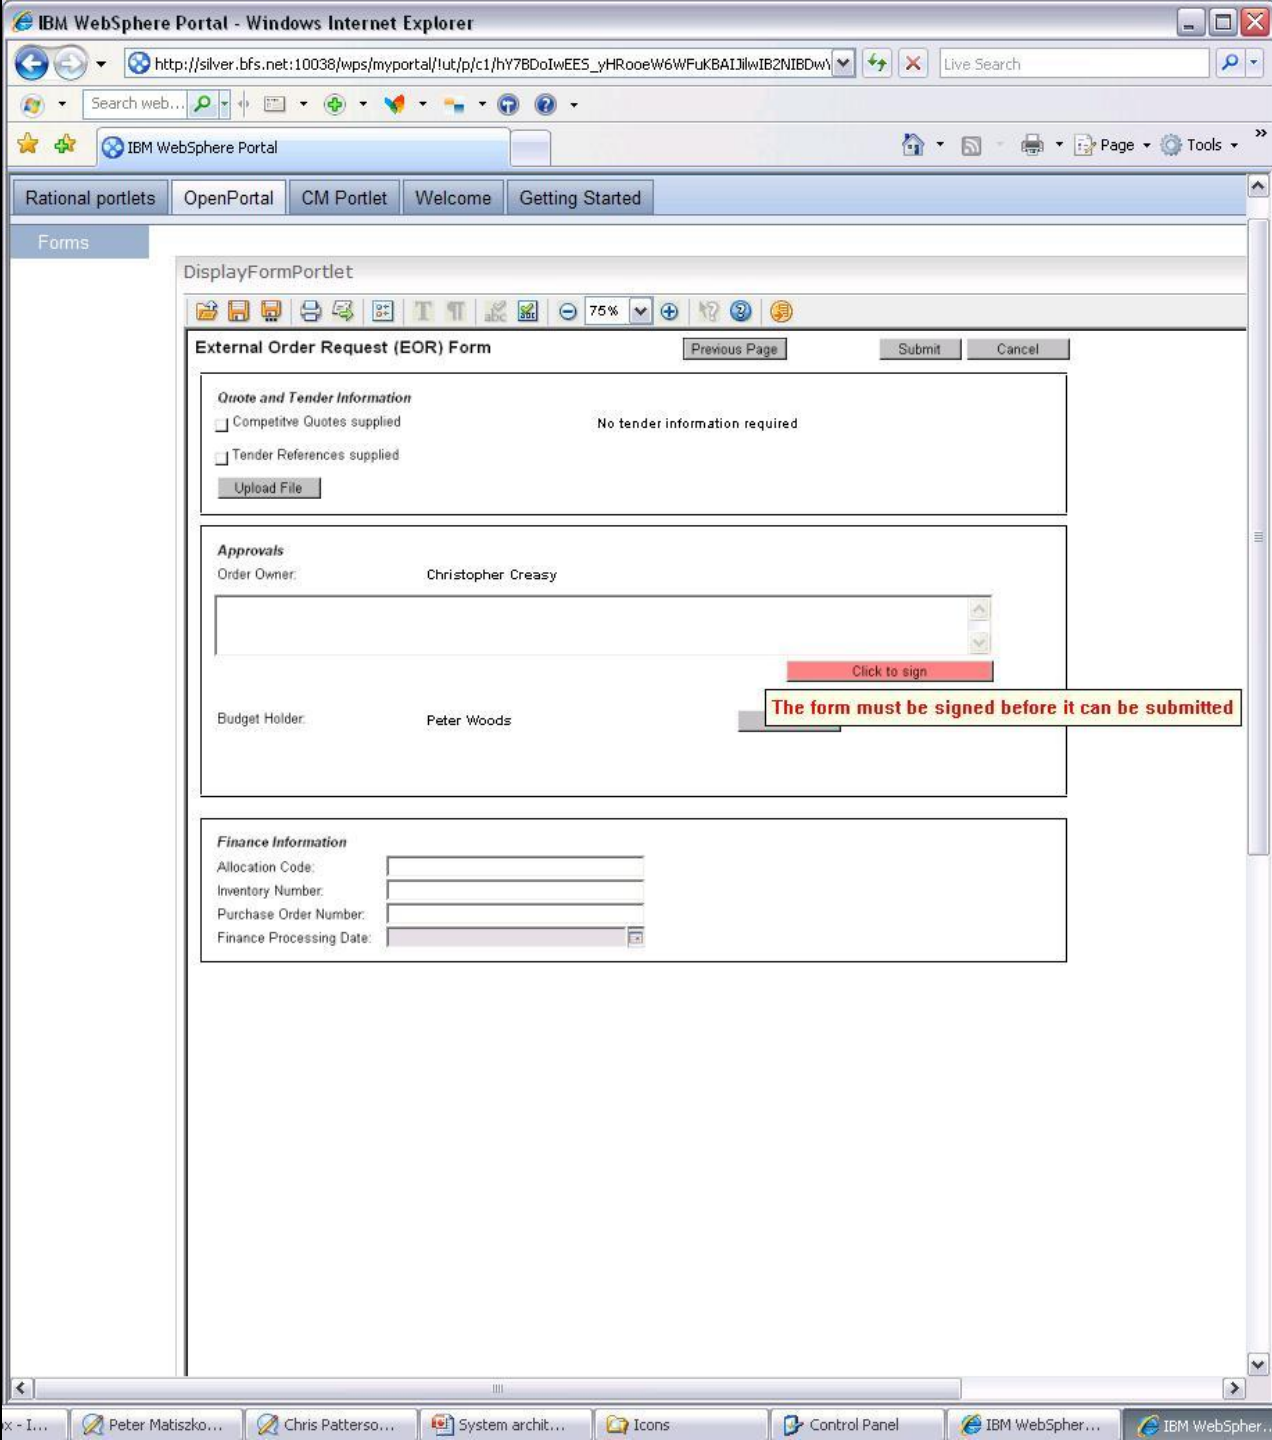 IBM WebSphere Portal - Windows Internet Explorer
http://silver.bfs.net:10038/wps/myportal/!ut/p/c1/hY7BDoIwEES_yHRooeW6WFuKBAIJilwIB2NIBDw\
Live Search
Search web...
IBM WebSphere Portal
Page
Tools
Rational portlets OpenPortal CM Portlet Welcome Getting Started
Forms
DisplayFormPortlet
75%
External Order Request (EOR) Form
Previous Page Submit Cancel
Quote and Tender Information
Competitve Quotes supplied
No tender information required
Tender References supplied
Upload File
Approvals
Order Owner: Christopher Creasy
Click to sign
The form must be signed before it can be submitted
Budget Holder: Peter Woods
Finance Information
Allocation Code:
Inventory Number:
Purchase Order Number:
Finance Processing Date:
x - I... Peter Matiszko... Chris Patterso... System archit... Icons Control Panel IBM WebSpher... IBM WebSpher..